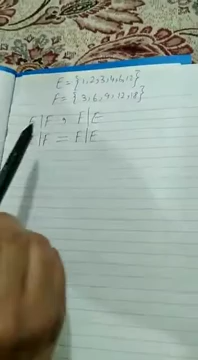 E = {1,2,3,4,6,12}
F = {3,6,9,12,18}
E|F , F|E
|F = F|E